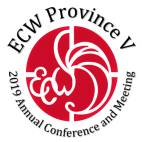 ECW Province V
ECW
2019 Annual Conference and Meeting